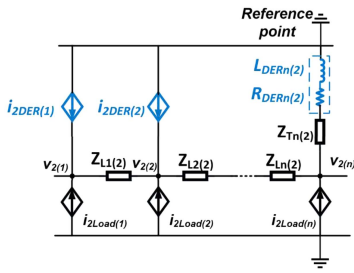 Reference
point
L_DERn(2)
R_DERn(2)
i_2DER(1)
i_2DER(2)
Z_Tn(2)
v_2(1)
Z_L1(2)
v_2(2)
Z_L2(2)
Z_Ln(2)
v_2(n)
i_2Load(1)
i_2Load(2)
i_2Load(n)